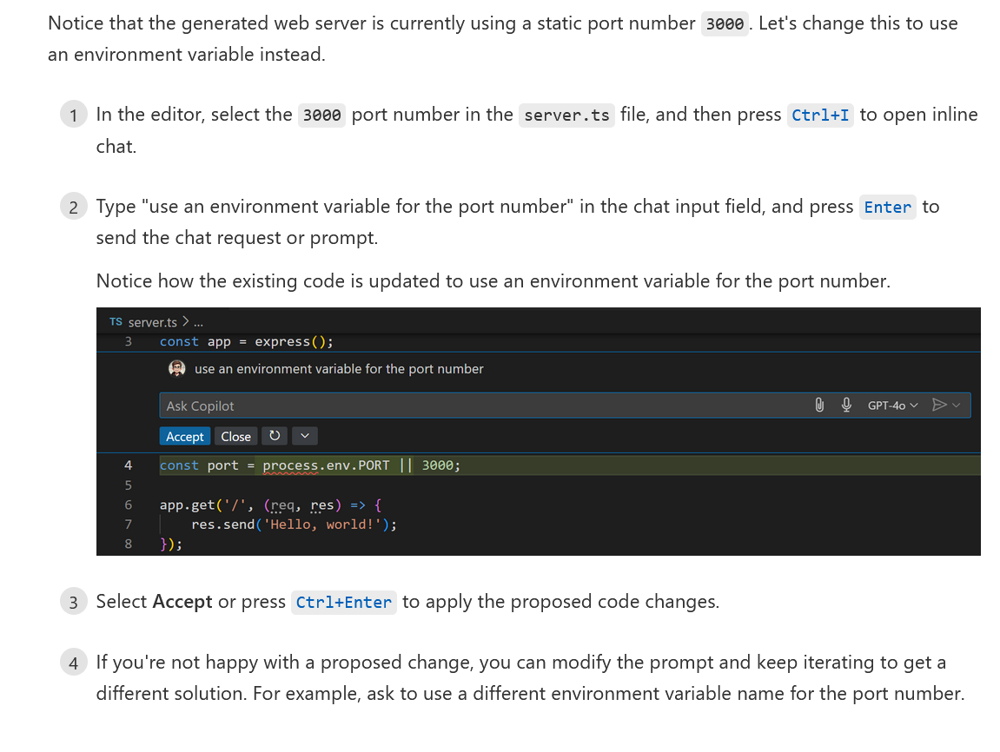 Notice that the generated web server is currently using a static port number 3000. Let's change this to use
an environment variable instead.
1 In the editor, select the 3000 port number in the server.ts file, and then press Ctrl+I to open inline
chat.
2 Type "use an environment variable for the port number" in the chat input field, and press Enter to
send the chat request or prompt.
Notice how the existing code is updated to use an environment variable for the port number.
TS server.ts > ...
3 const app = express();
use an environment variable for the port number
Ask Copilot GPT-4o
Accept Close
4 const port = process.env.PORT || 3000;
5
6 app.get('/', (req, res) => {
7 res.send('Hello, world!');
8 });
3 Select Accept or press Ctrl+Enter to apply the proposed code changes.
4 If you're not happy with a proposed change, you can modify the prompt and keep iterating to get a
different solution. For example, ask to use a different environment variable name for the port number.